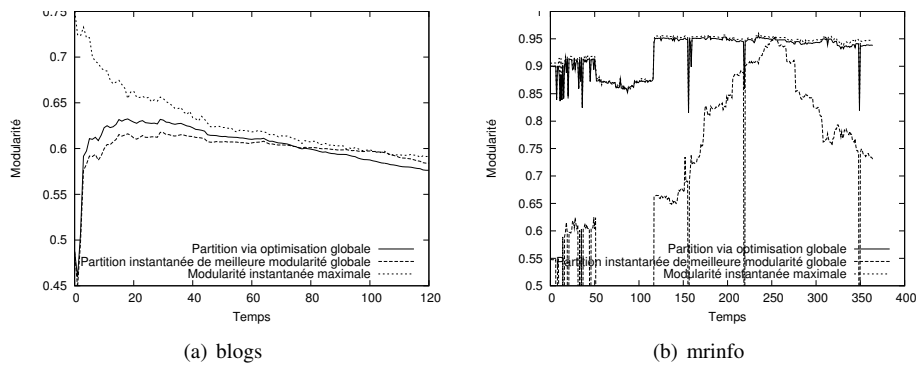 0.75
0.7
0.65
0.6
0.55
0.5
0.45
0 20 40 60 80 100 120
Modularité
Temps
Partition via optimisation globale
Partition instantanée de meilleure modularité globale
Modularité instantanée maximale
(a) blogs
1
0.95
0.9
0.85
0.8
0.75
0.7
0.65
0.6
0.55
0.5
0 50 100 150 200 250 300 350 400
Modularité
Temps
Partition via optimisation globale
Partition instantanée de meilleure modularité globale
Modularité instantanée maximale
(b) mrinfo